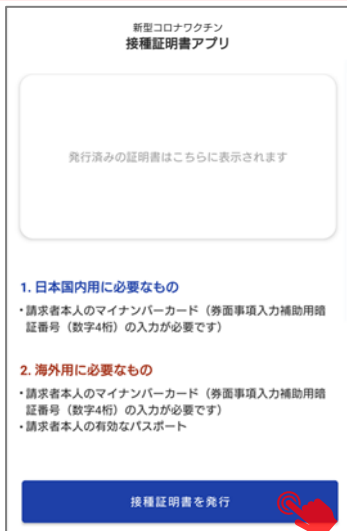 新型コロナワクチン
接種証明書アプリ
発行済みの証明書はこちらに表示されます
1. 日本国内用に必要なもの
・請求者本人のマイナンバーカード（券面事項入力補助用暗
証番号（数字4桁）の入力が必要です）
2. 海外用に必要なもの
・請求者本人のマイナンバーカード（券面事項入力補助用暗
証番号（数字4桁）の入力が必要です）
・請求者本人の有効なパスポート
接種証明書を発行